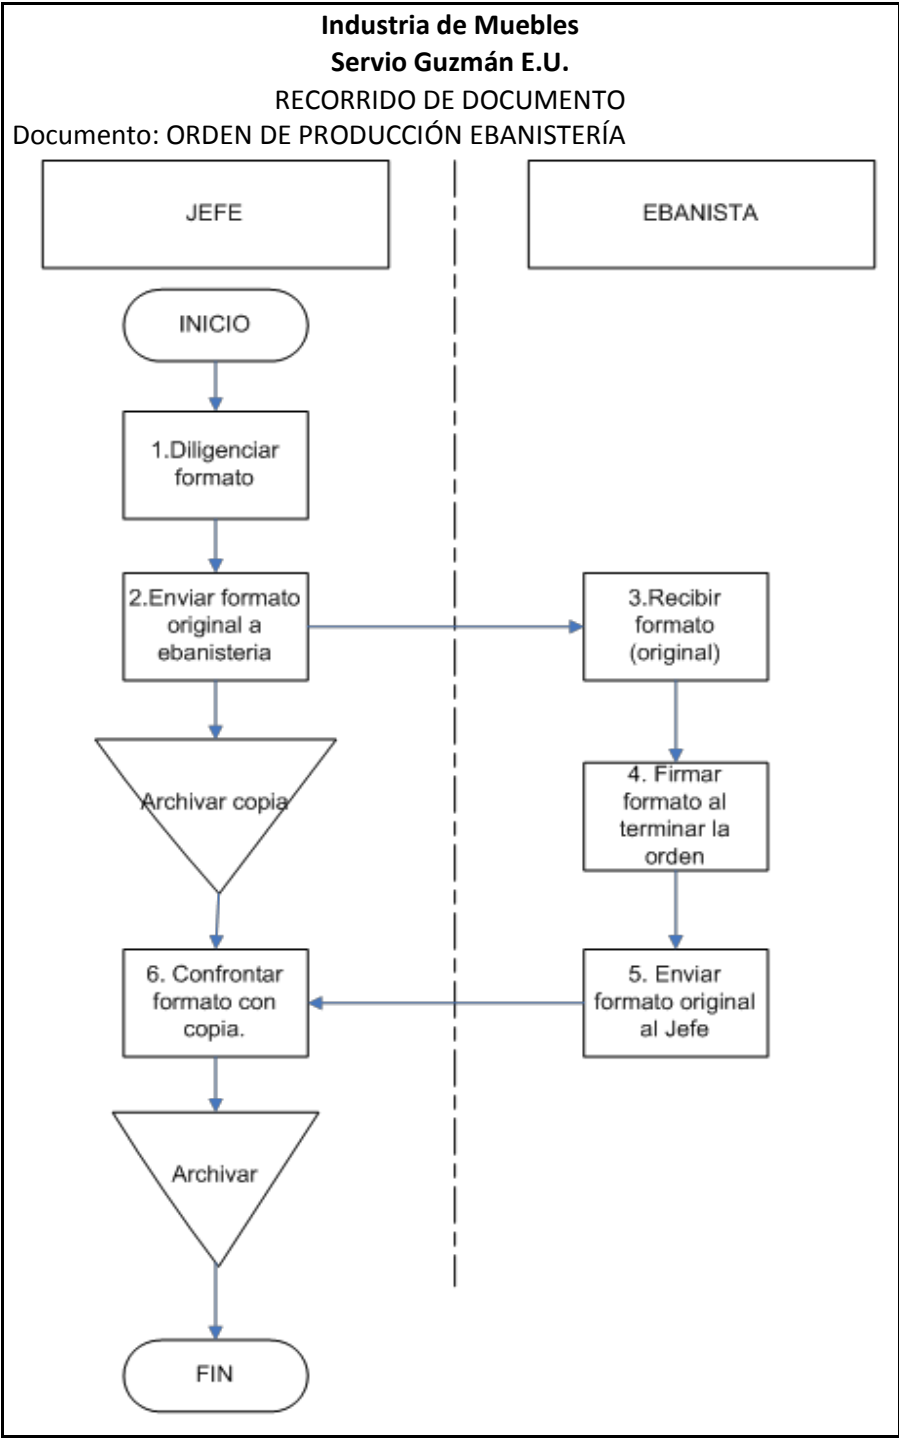 Industria de Muebles
Servio Guzmán E.U.
RECORRIDO DE DOCUMENTO
Documento: ORDEN DE PRODUCCIÓN EBANISTERÍA
JEFE
EBANISTA
INICIO
1.Diligenciar
formato
2.Enviar formato
original a
ebanisteria
3.Recibir
formato
(original)
Archivar copia
4. Firmar
formato al
terminar la
orden
5. Enviar
formato original
al Jefe
6. Confrontar
formato con
copia.
Archivar
FIN